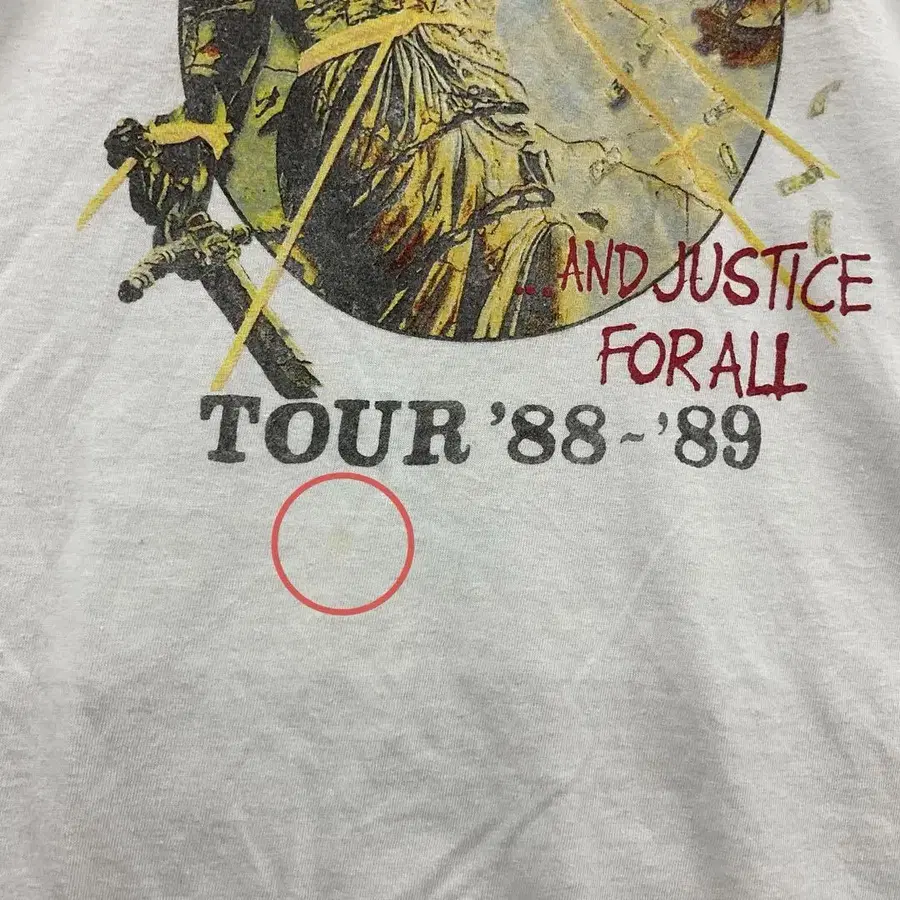 ...AND JUSTICE
FOR ALL
TOUR '88~'89